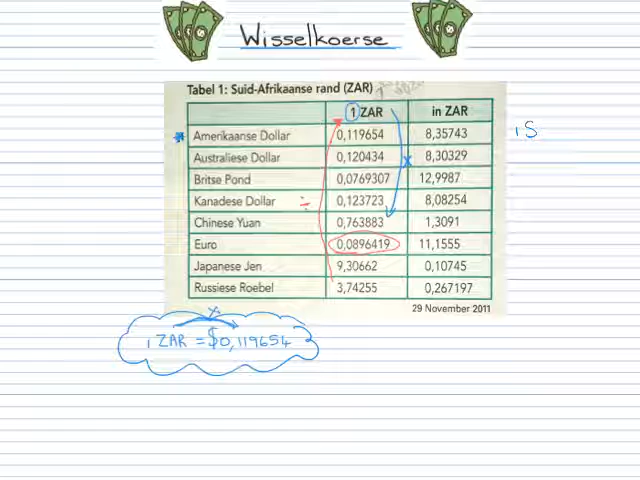 Wisselkoerse
Tabel 1: Suid-Afrikaanse rand (ZAR)
1 ZAR in ZAR
Amerikaanse Dollar 0,119654 8,35743
Australiese Dollar 0,120434 8,30329
Britse Pond 0,0769307 12,9987
Kanadese Dollar 0,123723 8,08254
Chinese Yuan 0,763883 1,3091
Euro 0,0896419 11,1555
Japanese Jen 9,30662 0,10745
Russiese Roebel 3,74255 0,267197
29 November 2011
÷
×
1 ZAR = $0,119654
×